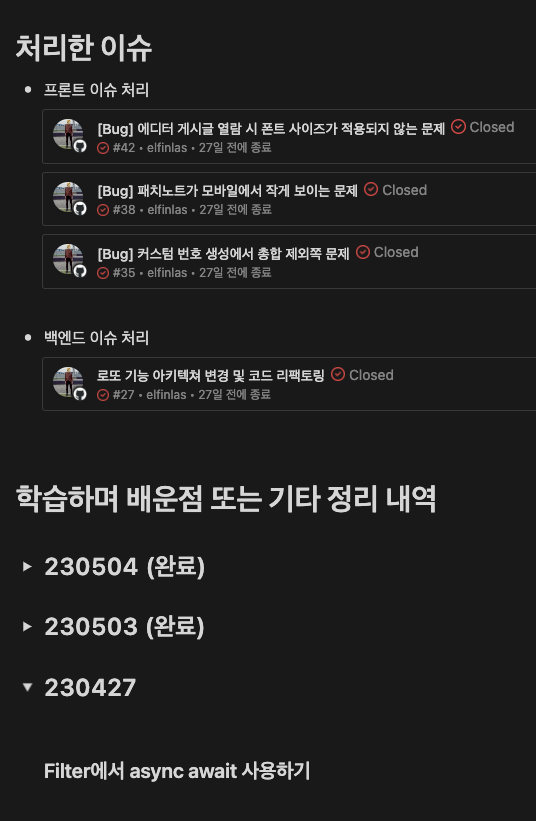 처리한 이슈
프론트 이슈 처리
[Bug] 에디터 게시글 열람 시 폰트 사이즈가 적용되지 않는 문제 Closed
#42 • elfinlas • 27일 전에 종료
[Bug] 패치노트가 모바일에서 작게 보이는 문제 Closed
#38 • elfinlas • 27일 전에 종료
[Bug] 커스텀 번호 생성에서 총합 제외쪽 문제 Closed
#35 • elfinlas • 27일 전에 종료
백엔드 이슈 처리
로또 기능 아키텍쳐 변경 및 코드 리팩토링 Closed
#27 • elfinlas • 27일 전에 종료
학습하며 배운점 또는 기타 정리 내역
230504 (완료)
230503 (완료)
230427
Filter에서 async await 사용하기